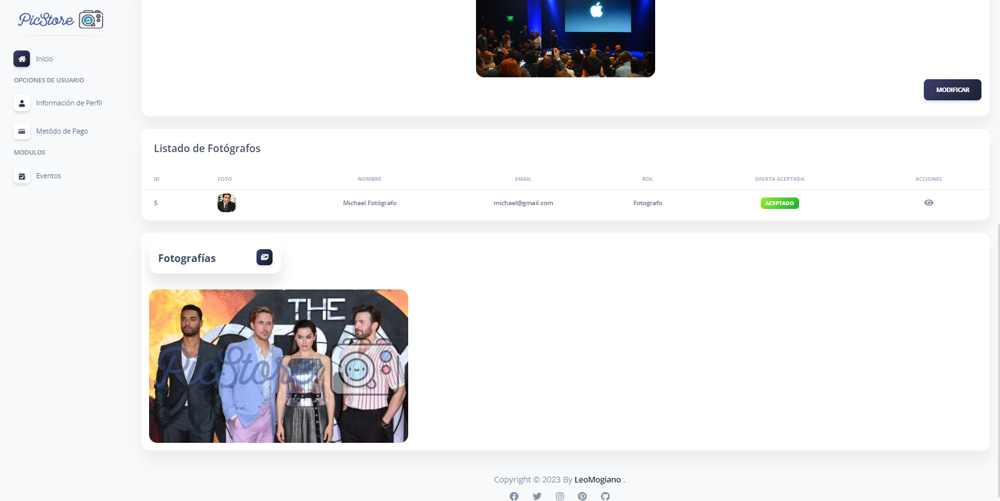 PicStore
Inicio
OPCIONES DE USUARIO
Información de Perfil
Metódo de Pago
MODULOS
Eventos
MODIFICAR
Listado de Fotógrafos
ID FOTO NOMBRE EMAIL ROL OFERTA ACEPTADA ACCIONES
5 Michael Fotógrafo michael@gmail.com Fotografo ACEPTADO
Fotografías
THE
PicStore
Copyright © 2023 By LeoMogiano .